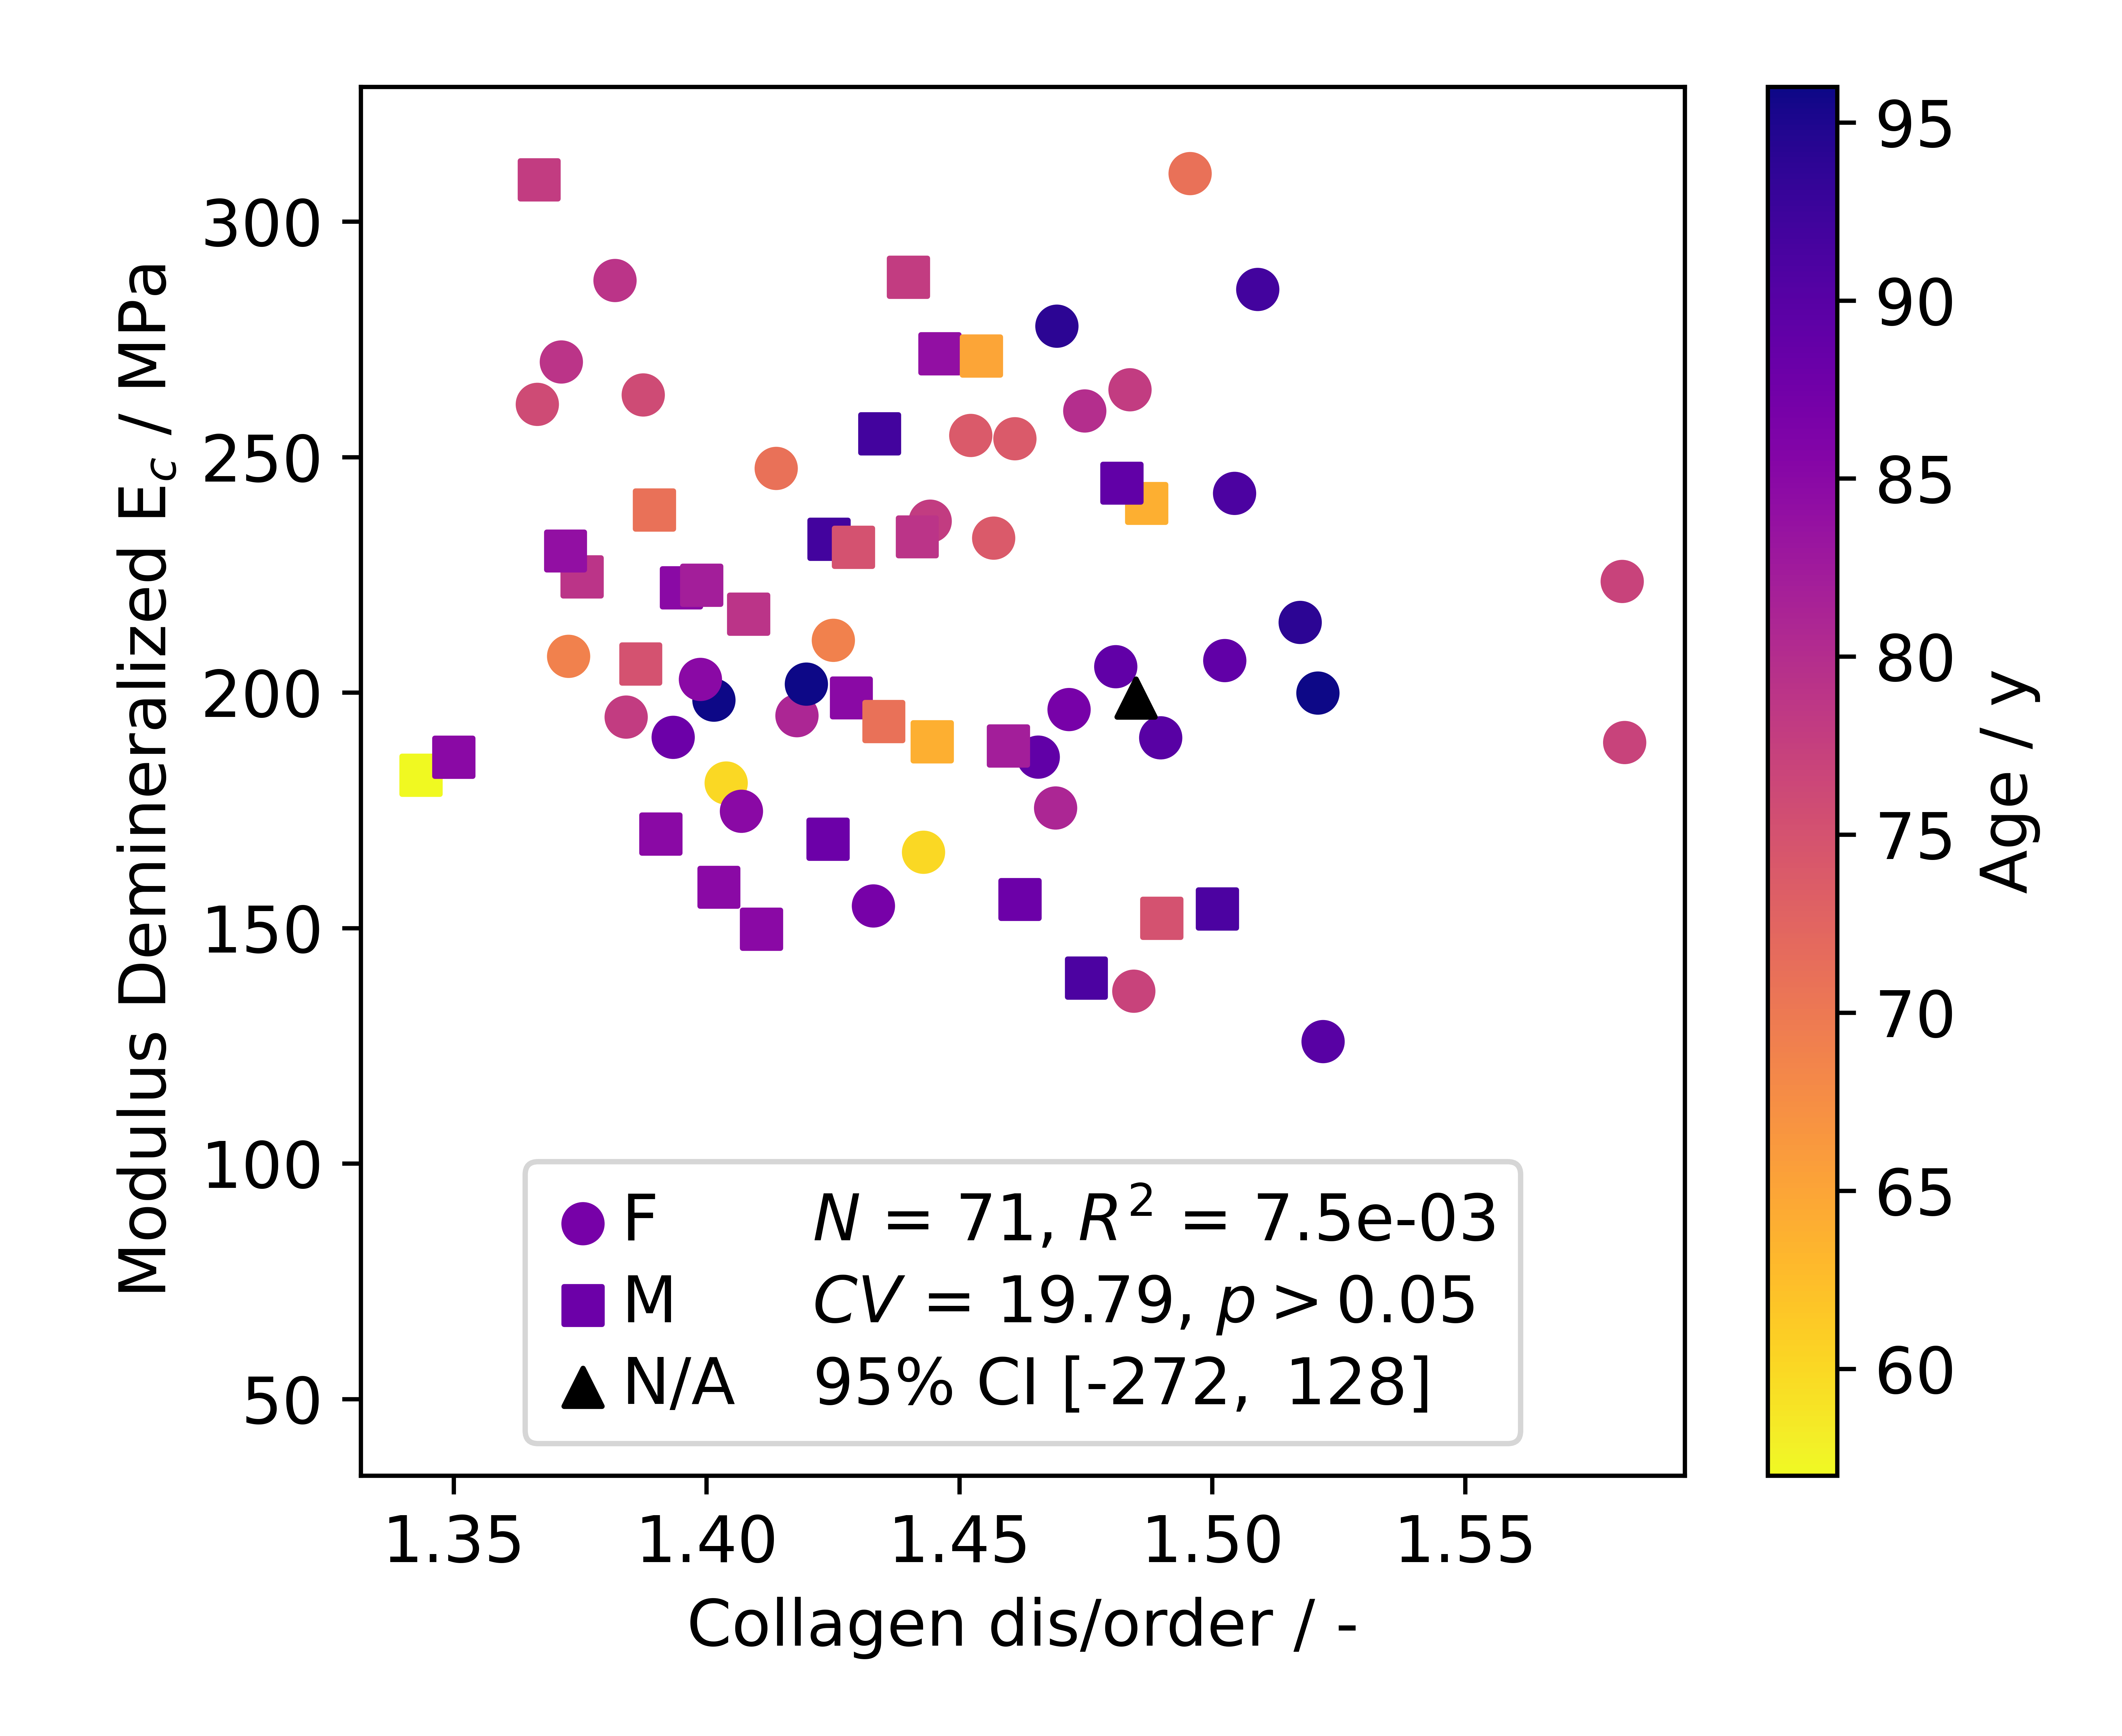 Modulus Demineralized E_c / MPa
300
250
200
150
100
50
F
M
N/A
N = 71, R² = 7.5e-03
CV = 19.79, p > 0.05
95% CI [-272, 128]
1.35 1.40 1.45 1.50 1.55
Collagen dis/order / -
95
90
85
80
75
70
65
60
Age / y